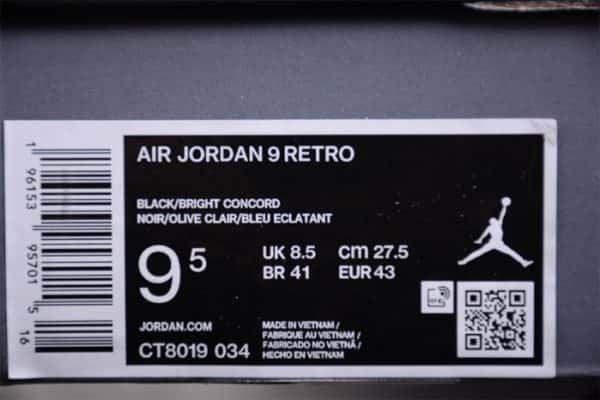 AIR JORDAN 9 RETRO
BLACK/BRIGHT CONCORD
NOIR/OLIVE CLAIR/BLEU ECLATANT
9 5
UK 8.5 cm 27.5
BR 41 EUR 43
JORDAN.COM
CT8019 034
MADE IN VIETNAM /
FABRIQUE AU VIETNAM /
FABRICADO NO VIETNÃ /
HECHO EN VIETNAM
RFID
1 96153 95701 5 16